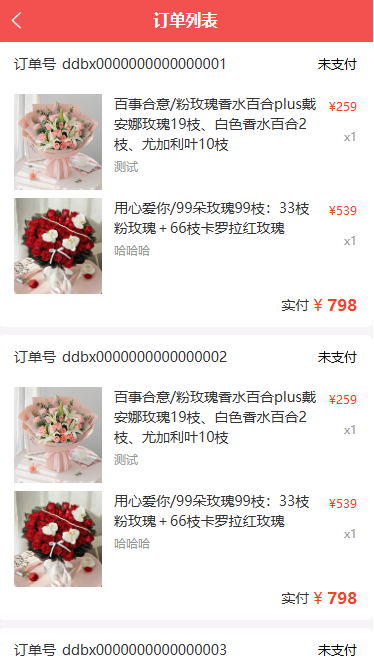 订单列表
订单号 ddbx0000000000000001 未支付
百事合意/粉玫瑰香水百合plus戴 ¥259
安娜玫瑰19枝、白色香水百合2
x1
枝、尤加利叶10枝
测试
用心爱你/99朵玫瑰99枝：33枝 ¥539
粉玫瑰＋66枝卡罗拉红玫瑰
x1
哈哈哈
实付 ¥ 798
订单号 ddbx0000000000000002 未支付
百事合意/粉玫瑰香水百合plus戴 ¥259
安娜玫瑰19枝、白色香水百合2
x1
枝、尤加利叶10枝
测试
用心爱你/99朵玫瑰99枝：33枝 ¥539
粉玫瑰＋66枝卡罗拉红玫瑰
x1
哈哈哈
实付 ¥ 798
订单号 ddbx0000000000000003 未支付